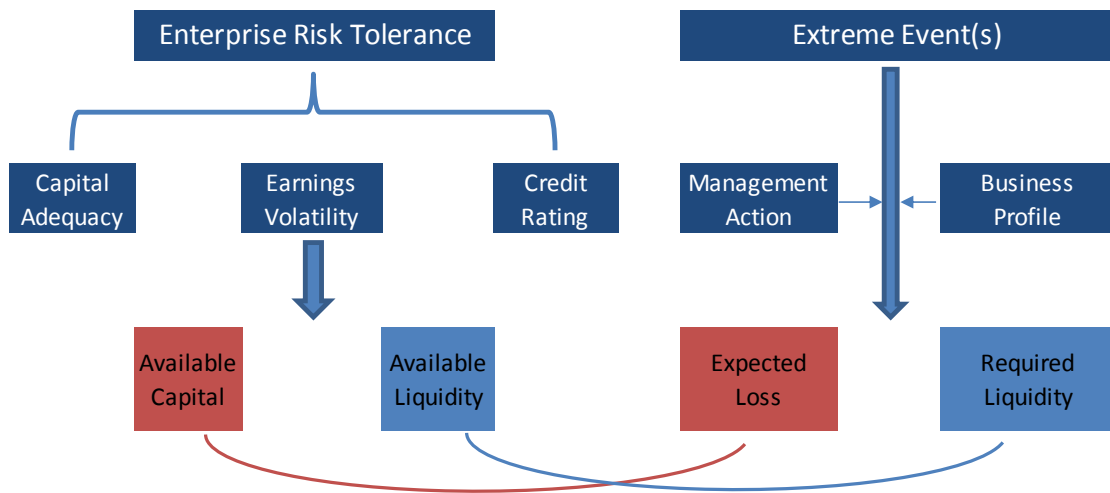 Enterprise Risk Tolerance
Extreme Event(s)
Capital
Adequacy
Earnings
Volatility
Credit
Rating
Management
Action
Business
Profile
Available
Capital
Available
Liquidity
Expected
Loss
Required
Liquidity